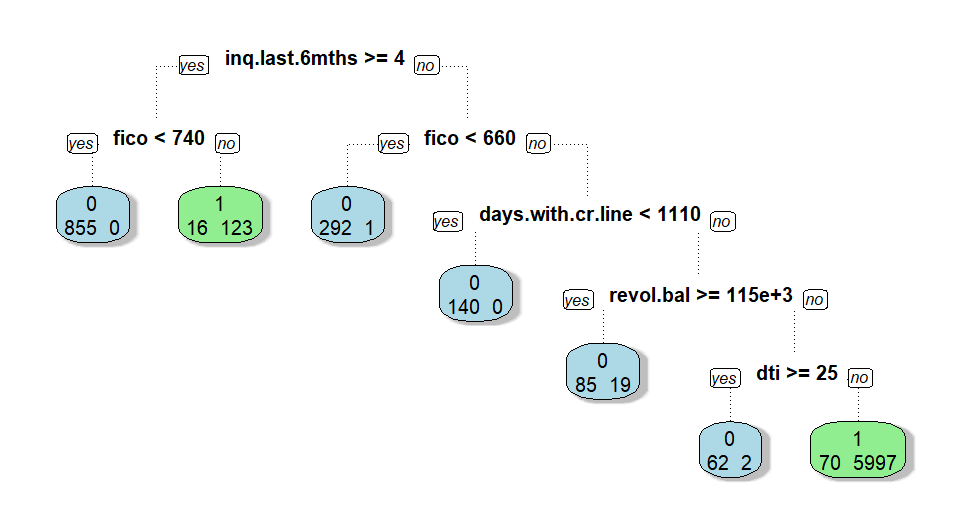 yes inq.last.6mths >= 4 no
yes fico < 740 no
yes fico < 660 no
0
855 0
1
16 123
0
292 1
yes days.with.cr.line < 1110 no
0
140 0
yes revol.bal >= 115e+3 no
0
85 19
yes dti >= 25 no
0
62 2
1
70 5997